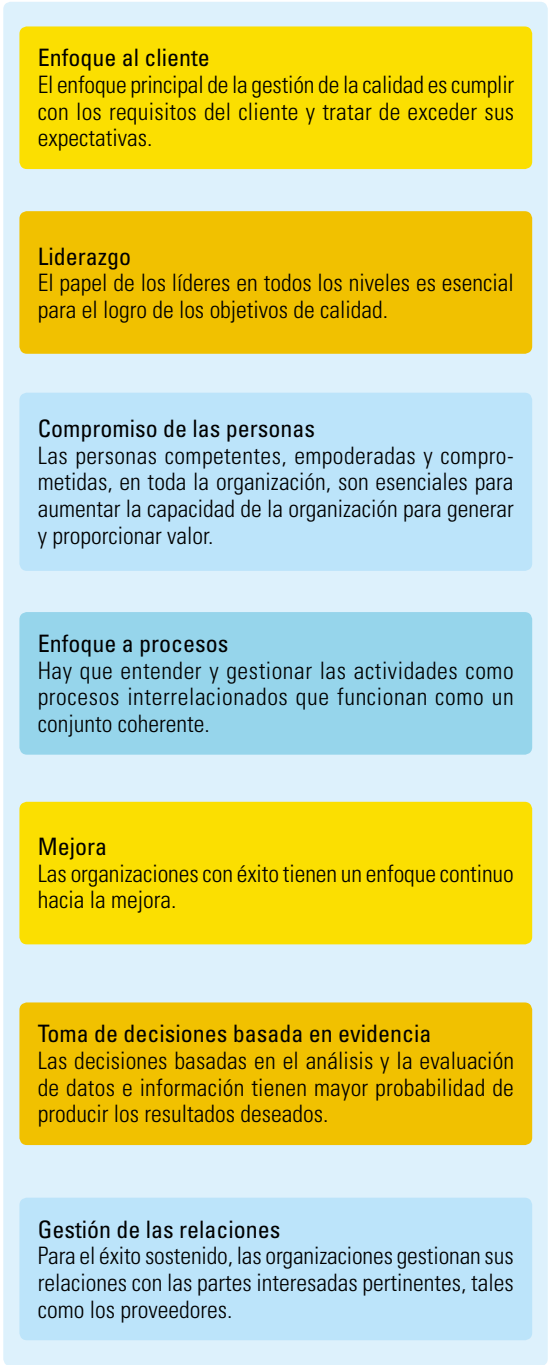 Enfoque al cliente
El enfoque principal de la gestión de la calidad es cumplir
con los requisitos del cliente y tratar de exceder sus
expectativas.
Liderazgo
El papel de los líderes en todos los niveles es esencial
para el logro de los objetivos de calidad.
Compromiso de las personas
Las personas competentes, empoderadas y compro-
metidas, en toda la organización, son esenciales para
aumentar la capacidad de la organización para generar
y proporcionar valor.
Enfoque a procesos
Hay que entender y gestionar las actividades como
procesos interrelacionados que funcionan como un
conjunto coherente.
Mejora
Las organizaciones con éxito tienen un enfoque continuo
hacia la mejora.
Toma de decisiones basada en evidencia
Las decisiones basadas en el análisis y la evaluación
de datos e información tienen mayor probabilidad de
producir los resultados deseados.
Gestión de las relaciones
Para el éxito sostenido, las organizaciones gestionan sus
relaciones con las partes interesadas pertinentes, tales
como los proveedores.